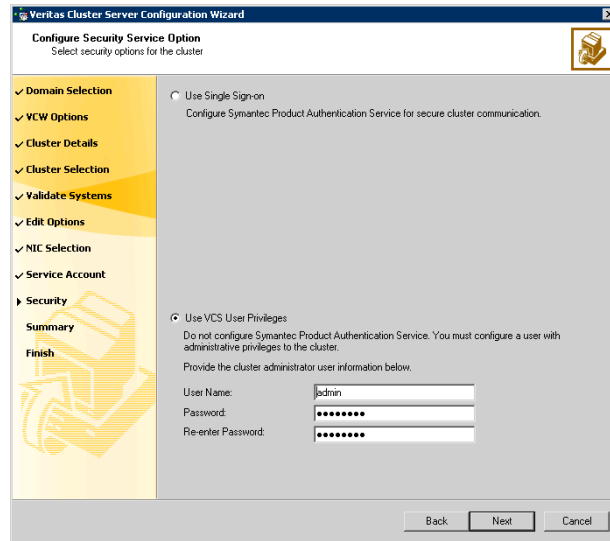 Veritas Cluster Server Configuration Wizard
Configure Security Service Option
Select security options for the cluster
Domain Selection
VCW Options
Cluster Details
Cluster Selection
Validate Systems
Edit Options
NIC Selection
Service Account
Security
Summary
Finish
Use Single Sign-on
Configure Symantec Product Authentication Service for secure cluster communication.
Use VCS User Privileges
Do not configure Symantec Product Authentication Service. You must configure a user with
administrative privileges to the cluster.
Provide the cluster administrator user information below.
User Name: admin
Password: ●●●●●●●●
Re-enter Password: ●●●●●●●●
Back Next Cancel